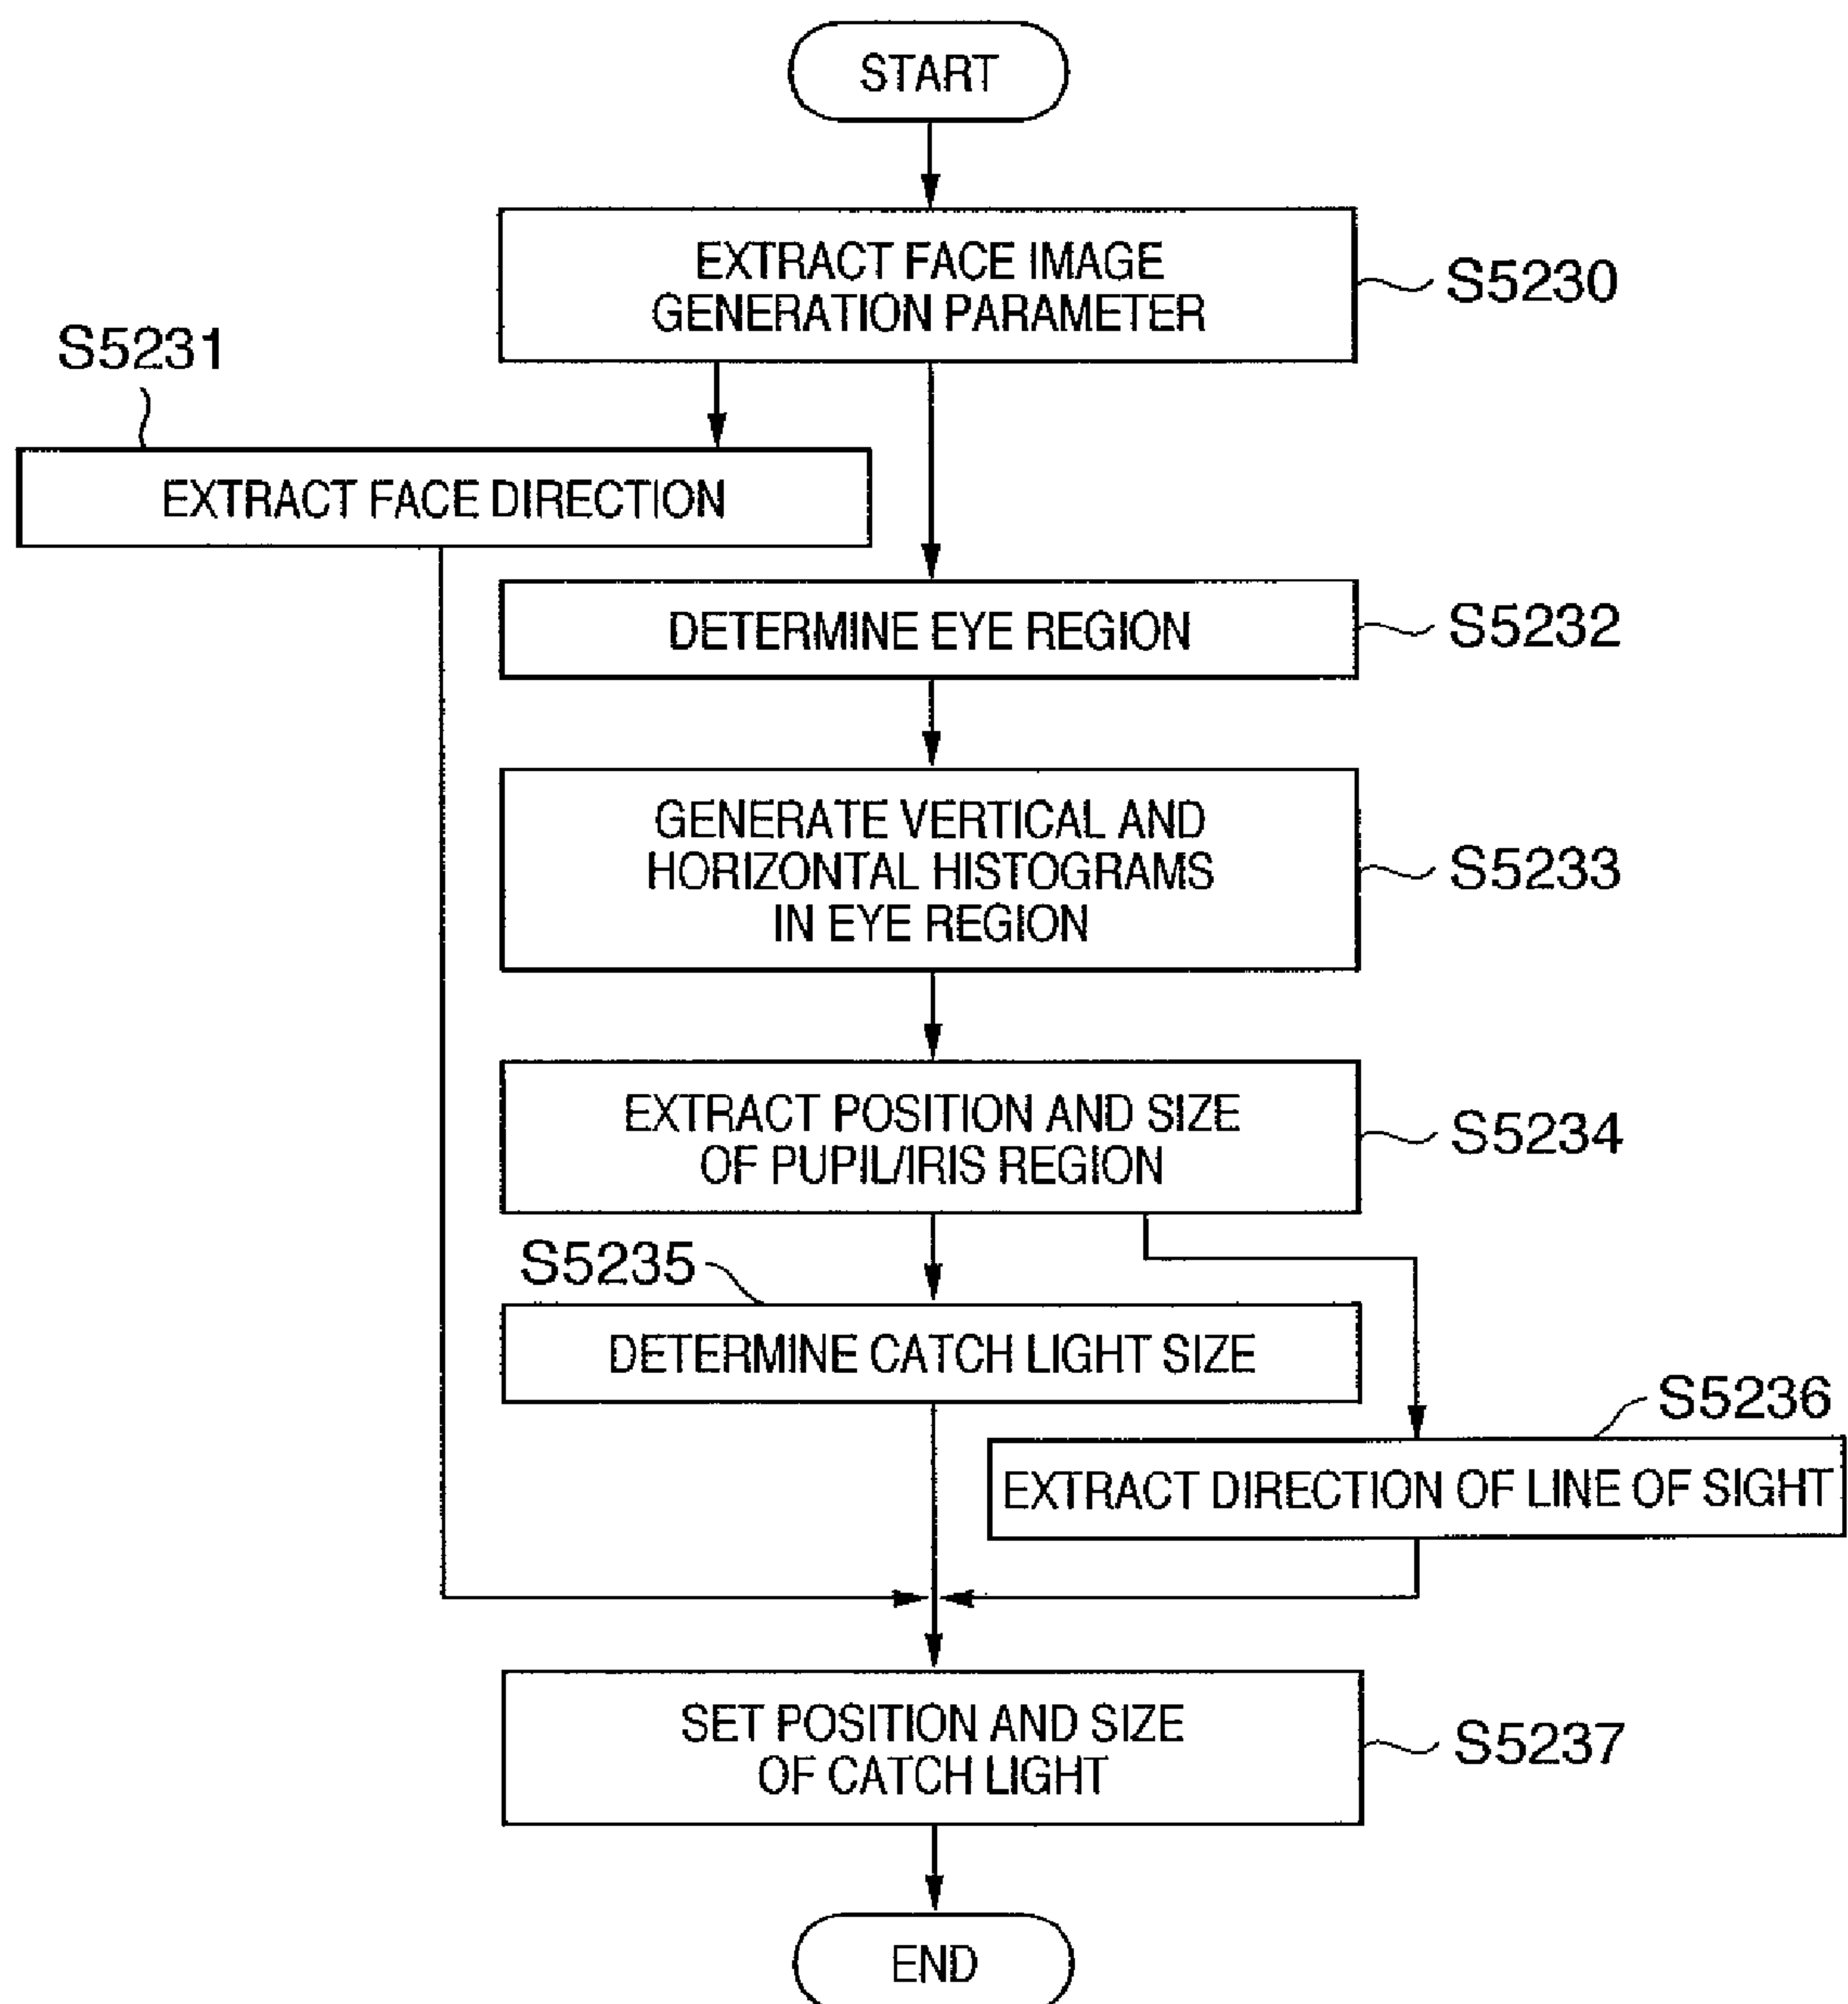 START
EXTRACT FACE IMAGE
GENERATION PARAMETER
S5230
S5231
EXTRACT FACE DIRECTION
DETERMINE EYE REGION
S5232
GENERATE VERTICAL AND
HORIZONTAL HISTOGRAMS
IN EYE REGION
S5233
EXTRACT POSITION AND SIZE
OF PUPIL/IRIS REGION
S5234
S5235
DETERMINE CATCH LIGHT SIZE
S5236
EXTRACT DIRECTION OF LINE OF SIGHT
SET POSITION AND SIZE
OF CATCH LIGHT
S5237
END